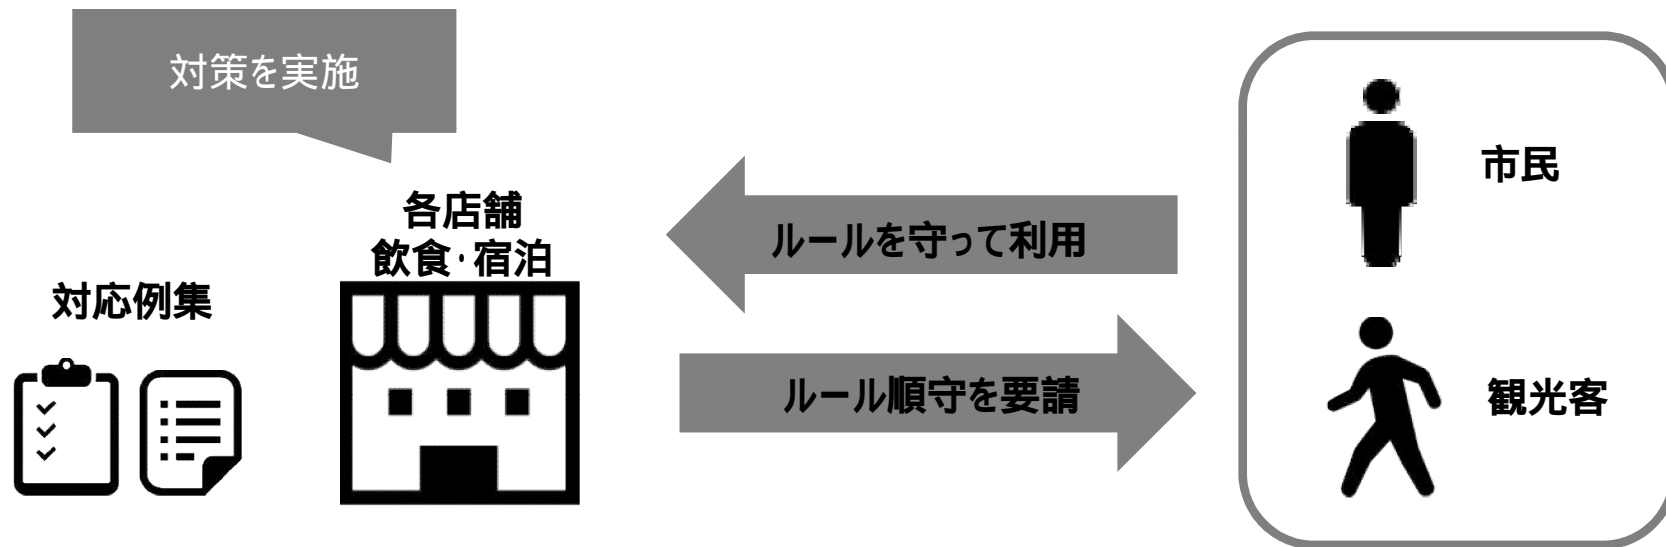 対策を実施
各店舗
飲食・宿泊
対応例集
ルールを守って利用
ルール順守を要請
市民
観光客